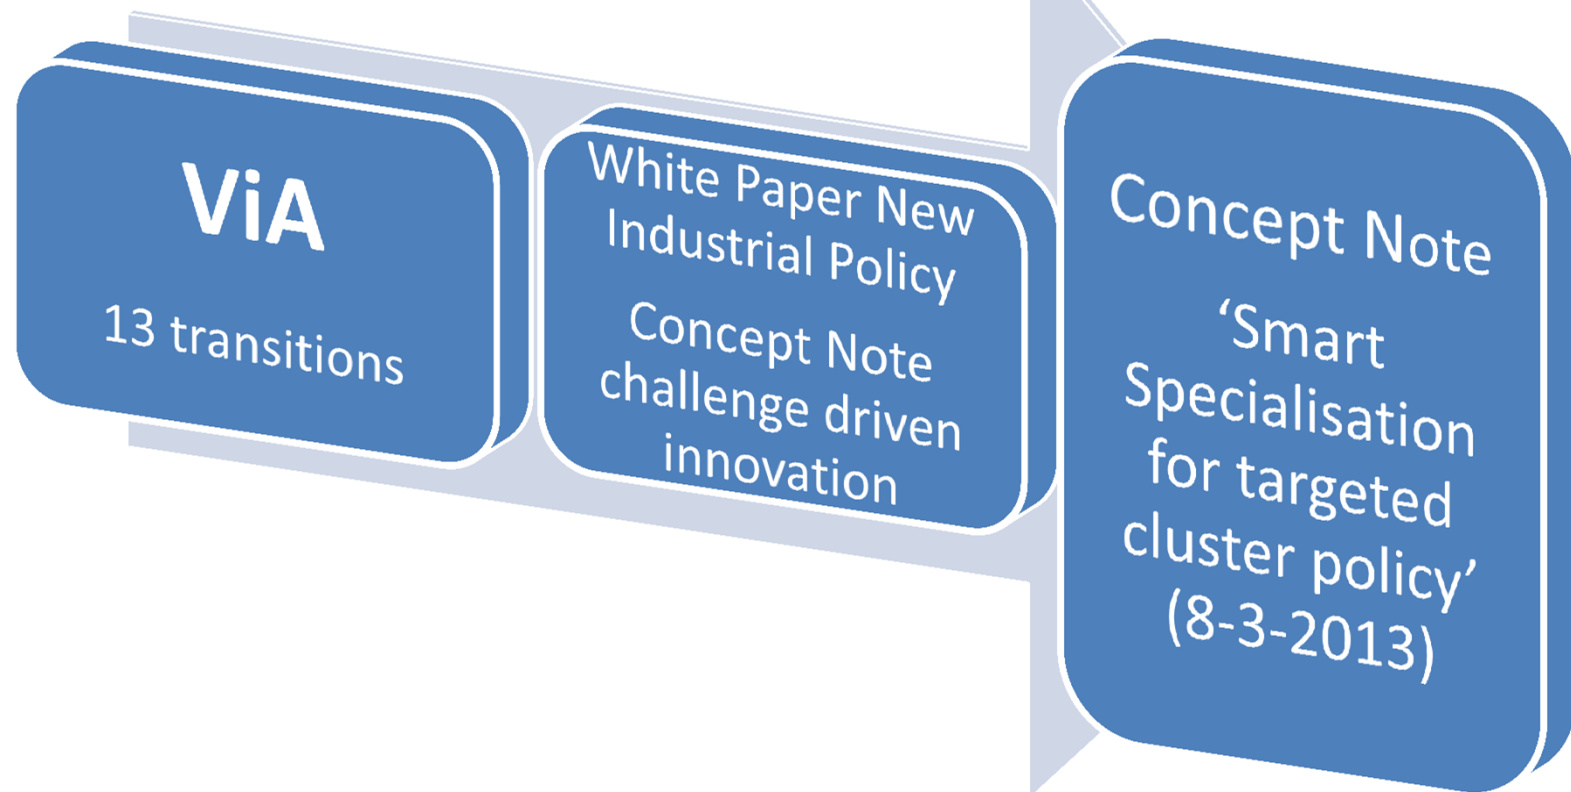 ViA
13 transitions
White Paper New
Industrial Policy
Concept Note
challenge driven
innovation
Concept Note
‘Smart
Specialisation
for targeted
cluster policy’
(8-3-2013)